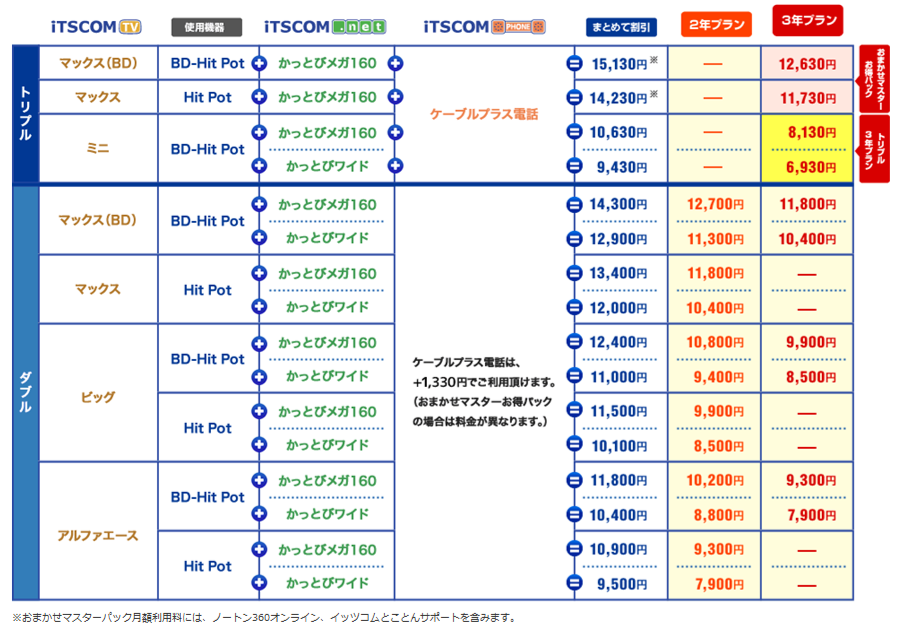 iTSCOM TV 使用機器 iTSCOM .net iTSCOM PHONE まとめて割引 2年プラン 3年プラン
トリプル
マックス(BD) BD-Hit Pot + かっとびメガ160 + = 15,130円※ — 12,630円
マックス Hit Pot + かっとびメガ160 + = 14,230円※ — 11,730円
ケーブルプラス電話
ミニ BD-Hit Pot + かっとびメガ160 + = 10,630円 — 8,130円
+ かっとびワイド + = 9,430円 — 6,930円
おまかせマスター
お得パック
トリプル
3年プラン
ダブル
マックス(BD) BD-Hit Pot + かっとびメガ160 = 14,300円 12,700円 11,800円
+ かっとびワイド = 12,900円 11,300円 10,400円
マックス Hit Pot + かっとびメガ160 = 13,400円 11,800円 —
+ かっとびワイド = 12,000円 10,400円 —
ビッグ BD-Hit Pot + かっとびメガ160 = 12,400円 10,800円 9,900円
+ かっとびワイド = 11,000円 9,400円 8,500円
Hit Pot + かっとびメガ160 = 11,500円 9,900円 —
+ かっとびワイド = 10,100円 8,500円 —
ケーブルプラス電話は、
+1,330円でご利用頂けます。
(おまかせマスターお得パック
の場合は料金が異なります。)
アルファエース BD-Hit Pot + かっとびメガ160 = 11,800円 10,200円 9,300円
+ かっとびワイド = 10,400円 8,800円 7,900円
Hit Pot + かっとびメガ160 = 10,900円 9,300円 —
+ かっとびワイド = 9,500円 7,900円 —
※おまかせマスターパック月額利用料には、ノートン360オンライン、イッツコムとことんサポートを含みます。